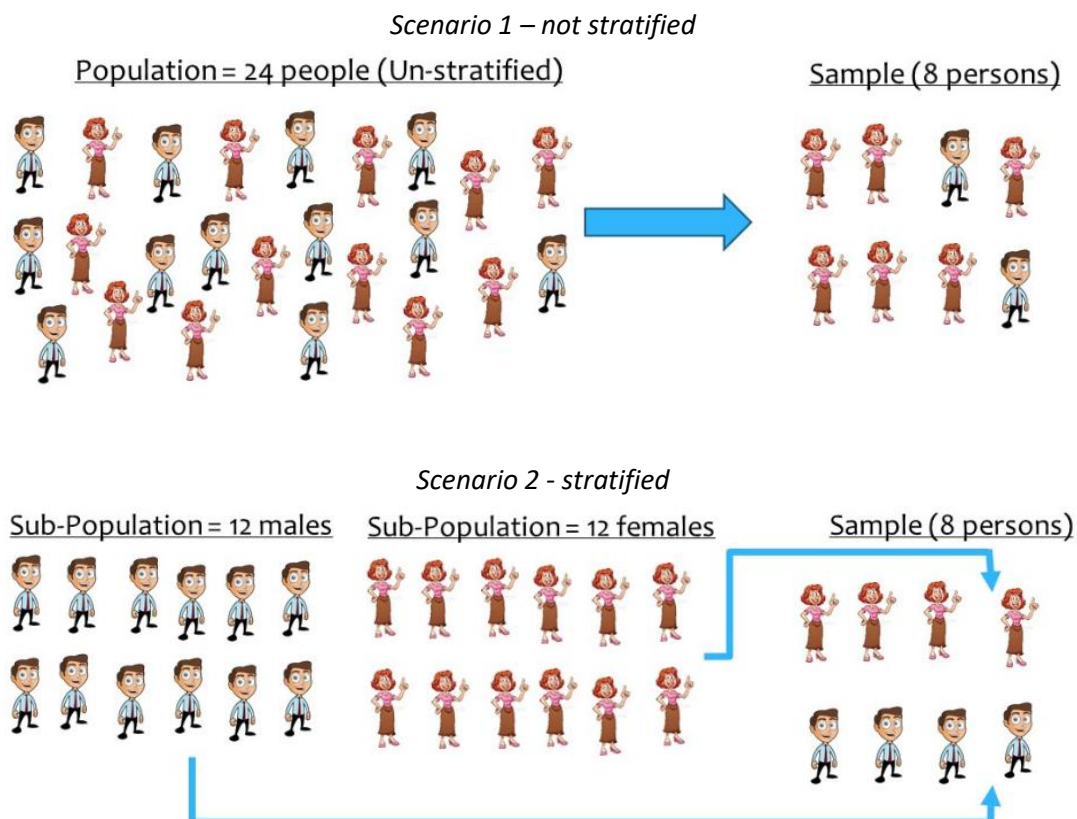 Scenario 1 – not stratified
Population = 24 people (Un-stratified)
Sample (8 persons)
Scenario 2 - stratified
Sub-Population = 12 males
Sub-Population = 12 females
Sample (8 persons)